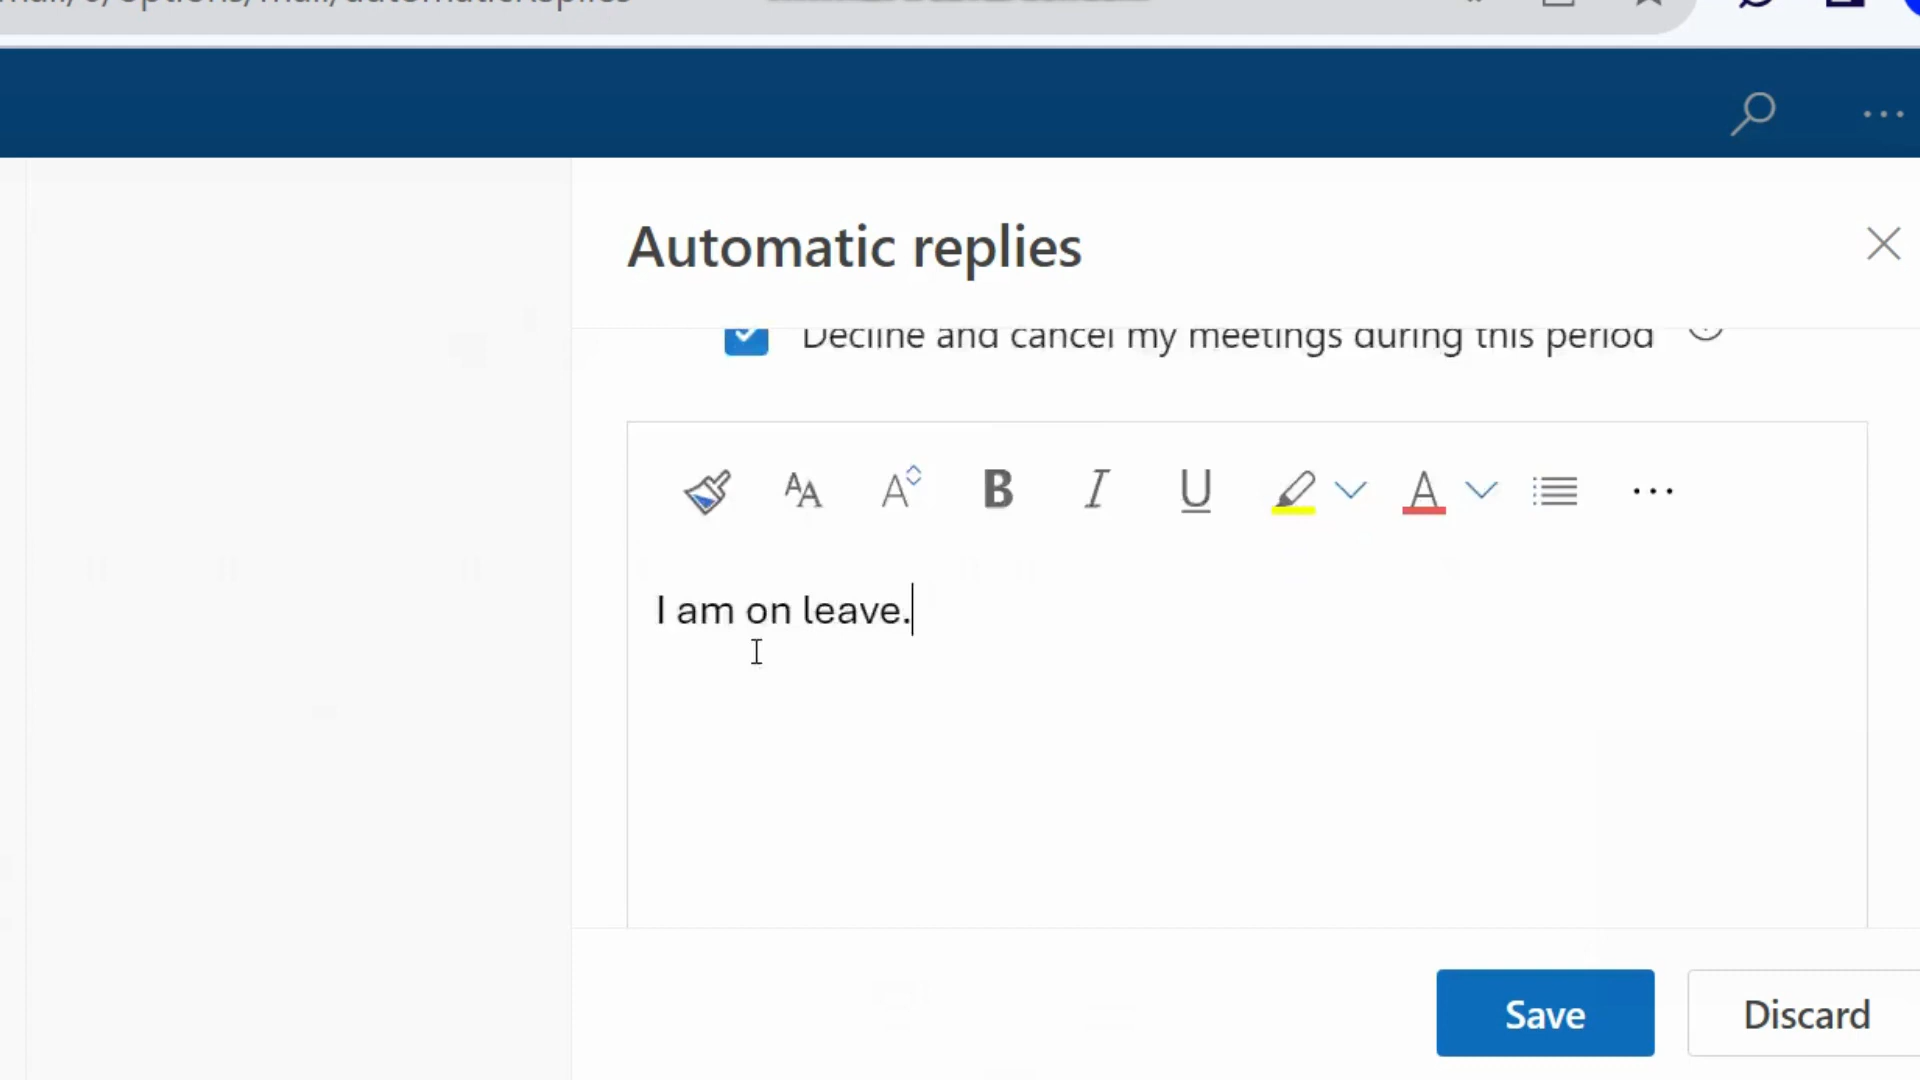 Automatic replies
Decline and cancel my meetings during this period
I am on leave.
Save
Discard